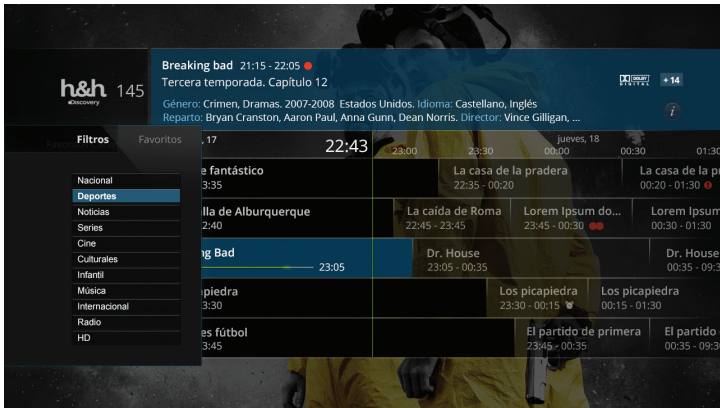 Breaking bad 21:15 - 22:05
Tercera temporada. Capítulo 12
DOLBY
DIGITAL
+14
h&h 145
Discovery
Género: Crimen, Dramas. 2007-2008 Estados Unidos. Idioma: Castellano, Inglés
Reparto: Bryan Cranston, Aaron Paul, Anna Gunn, Dean Norris. Director: Vince Gilligan, ...
i
Filtros Favoritos , 17 22:43 jueves, 18
23:00 23:30 00:00 00:30 01:30
e fantástico La casa de la pradera La casa de la pr
3:35 22:35 - 00:20 00:20 - 01:30
lla de Alburquerque La caída de Roma Lorem Ipsum do... Lorem Ipsum
2:40 22:45 - 23:45 23:45 - 00:30 00:30 - 01:30
ng Bad Dr. House Dr. House
23:05 23:05 - 00:35 00:35 - 09:3
piedra Los picapiedra Los picapiedra
3:30 23:30 - 00:15 00:15 - 01:30
es fútbol El partido de primera El partido
3:45 23:45 - 00:35 00:35 - 09:3
Nacional
Deportes
Noticias
Series
Cine
Culturales
Infantil
Música
Internacional
Radio
HD